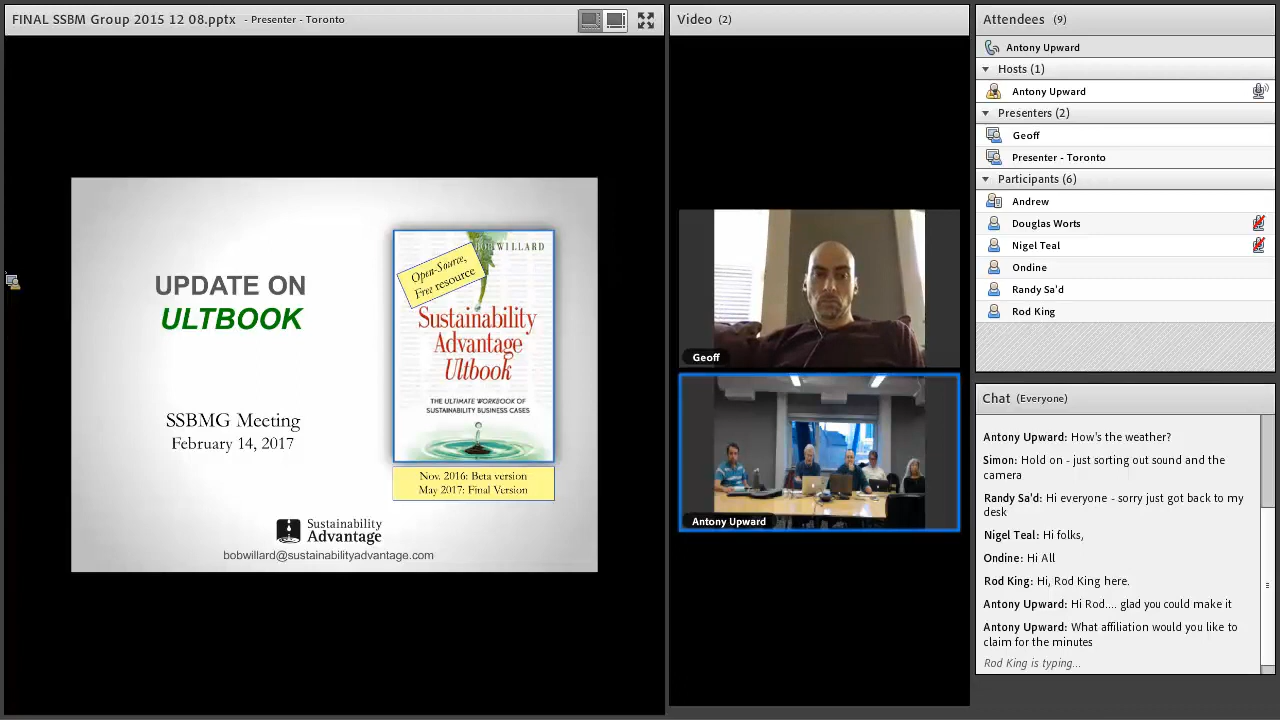 FINAL SSBM Group 2015 12 08.pptx - Presenter - Toronto
UPDATE ON
ULTBOOK
SSBMG Meeting
February 14, 2017
BOB WILLARD
Open-Source,
Free resource
Sustainability
Advantage
Ultbook
THE ULTIMATE WORKBOOK OF
SUSTAINABILITY BUSINESS CASES
Nov. 2016: Beta version
May 2017: Final Version
Sustainability
Advantage
bobwillard@sustainabilityadvantage.com
Video (2)
Geoff
Antony Upward
Attendees (9)
Antony Upward
Hosts (1)
Antony Upward
Presenters (2)
Geoff
Presenter - Toronto
Participants (6)
Andrew
Douglas Worts
Nigel Teal
Ondine
Randy Sa'd
Rod King
Chat (Everyone)
Antony Upward: How's the weather?
Simon: Hold on - just sorting out sound and the
camera
Randy Sa'd: Hi everyone - sorry just got back to my
desk
Nigel Teal: Hi folks,
Ondine: Hi All
Rod King: Hi, Rod King here.
Antony Upward: Hi Rod.... glad you could make it
Antony Upward: What affiliation would you like to
claim for the minutes
Rod King is typing...